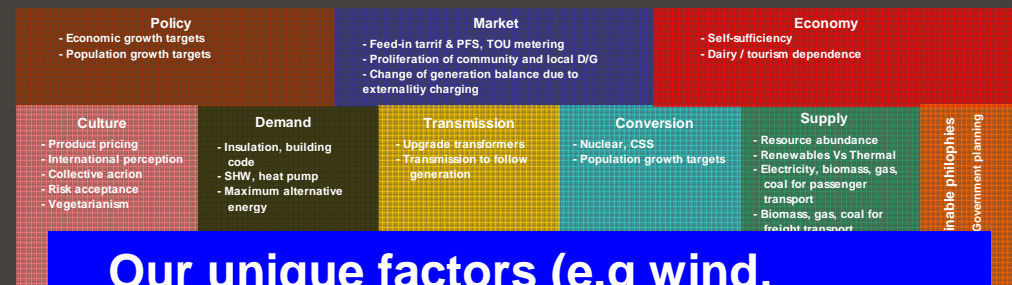 Policy
- Economic growth targets
- Population growth targets
Market
- Feed-in tarrif & PFS, TOU metering
- Proliferation of community and local D/G
- Change of generation balance due to
externalitiy charging
Economy
- Self-sufficiency
- Dairy / tourism dependence
Culture
- Prroduct pricing
- International perception
- Collective acrion
- Risk acceptance
- Vegetarianism
Demand
- Insulation, building
code
- SHW, heat pump
- Maximum alternative
energy
Transmission
- Upgrade transformers
- Transmission to follow
generation
Conversion
- Nuclear, CSS
- Population growth targets
Supply
- Resource abundance
- Renewables Vs Thermal
- Electricity, biomass, gas,
coal for passenger
transport
- Biomass, gas, coal for
freight transport
inable philophies
Government planning
Our unique factors (e.g wind,